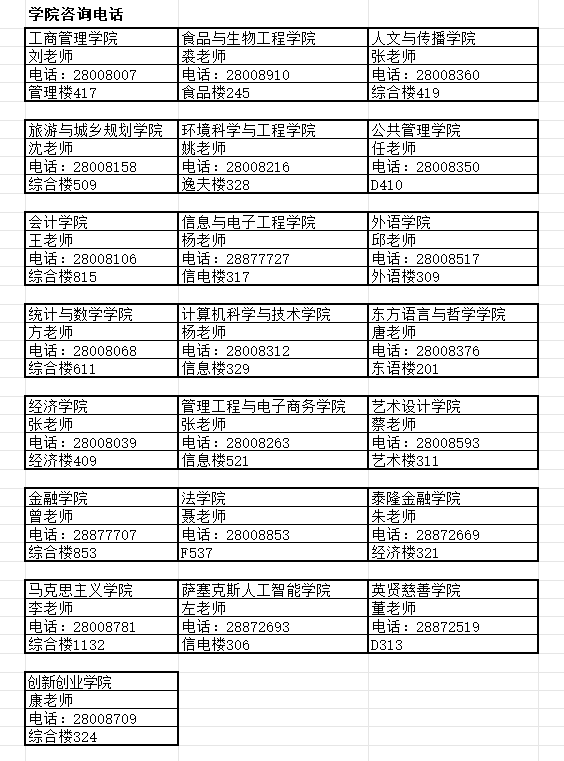 学院咨询电话
工商管理学院
刘老师
电话：28008007
管理楼417
食品与生物工程学院
裘老师
电话：28008910
食品楼245
人文与传播学院
张老师
电话：28008360
综合楼419
旅游与城乡规划学院
沈老师
电话：28008158
综合楼509
环境科学与工程学院
姚老师
电话：28008216
逸夫楼328
公共管理学院
任老师
电话：28008350
D410
会计学院
王老师
电话：28008106
综合楼815
信息与电子工程学院
杨老师
电话：28877727
信电楼317
外语学院
邱老师
电话：28008517
外语楼309
统计与数学学院
方老师
电话：28008068
综合楼611
计算机科学与技术学院
杨老师
电话：28008312
信息楼329
东方语言与哲学学院
唐老师
电话：28008376
东语楼201
经济学院
张老师
电话：28008039
经济楼409
管理工程与电子商务学院
张老师
电话：28008263
信息楼521
艺术设计学院
蔡老师
电话：28008593
艺术楼311
金融学院
曾老师
电话：28877707
综合楼853
法学院
聂老师
电话：28008853
F537
泰隆金融学院
朱老师
电话：28872669
经济楼321
马克思主义学院
李老师
电话：28008781
综合楼1132
萨塞克斯人工智能学院
左老师
电话：28872693
信电楼306
英贤慈善学院
董老师
电话：28872519
D313
创新创业学院
康老师
电话：28008709
综合楼324